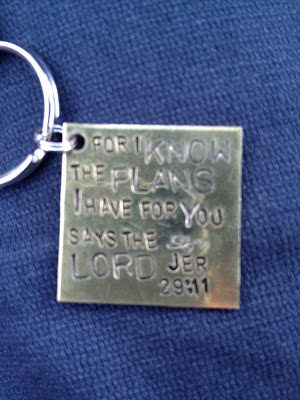 FOR I KNOW
THE PLANS
I HAVE FOR YOU
SAYS THE
LORD JER
29:11